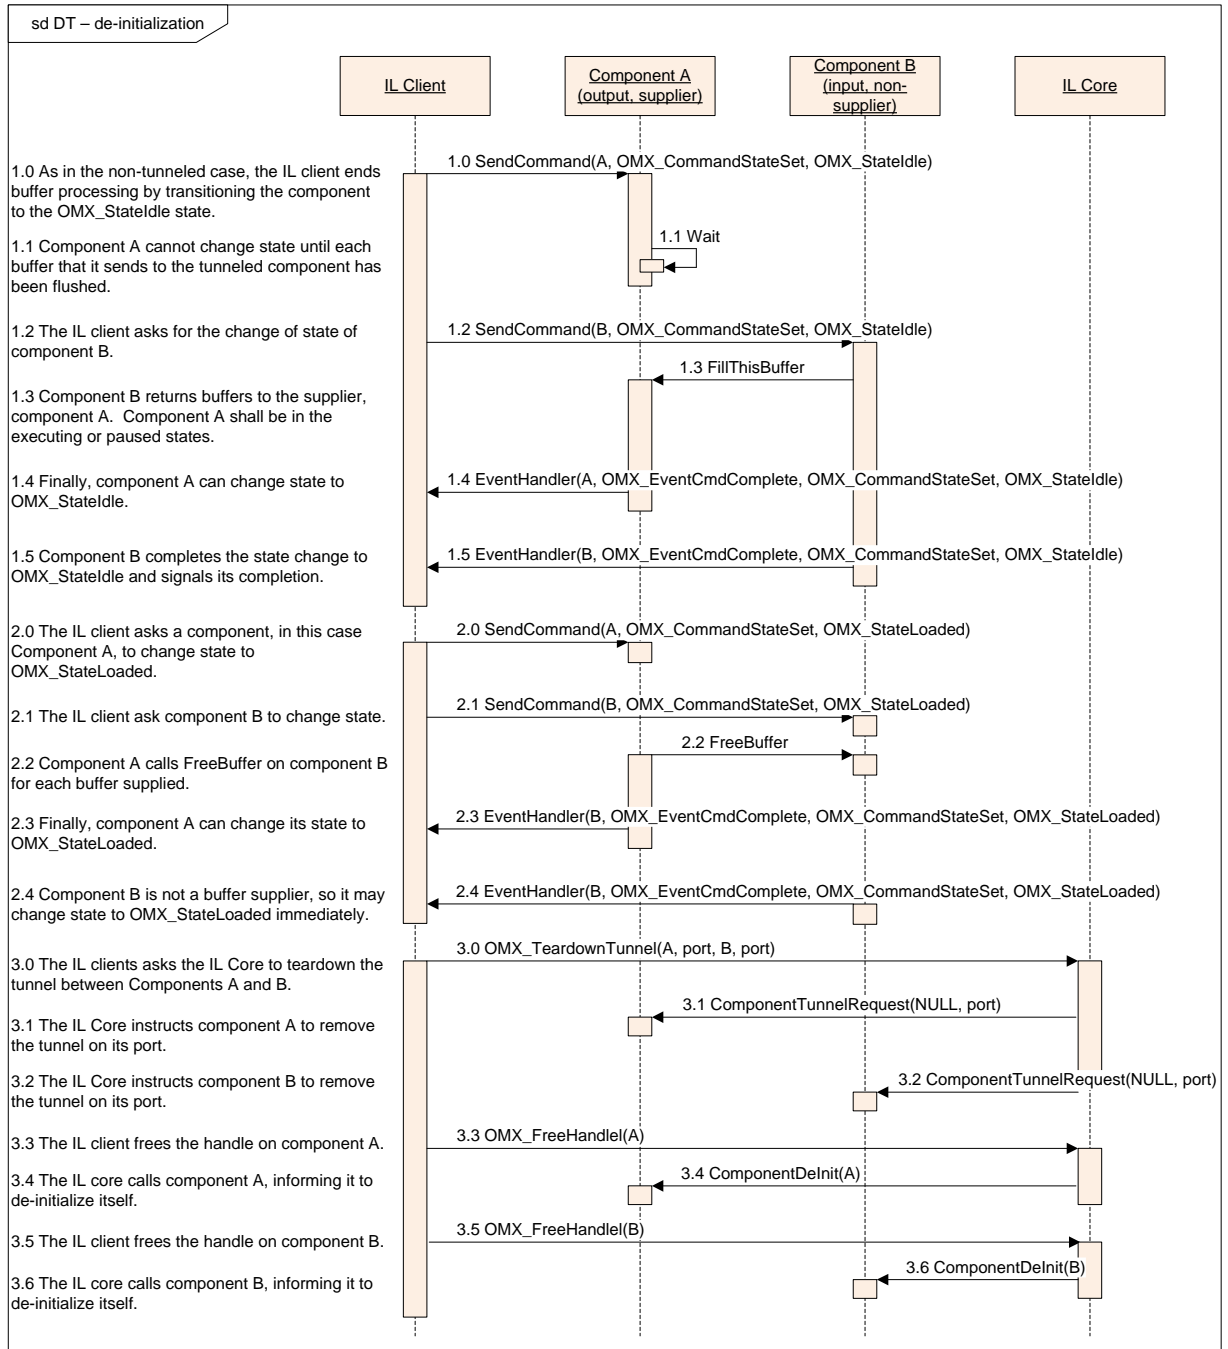 sd DT – de-initialization
IL Client
Component A
(output, supplier)
Component B
(input, non-
supplier)
IL Core
1.0 As in the non-tunneled case, the IL client ends
buffer processing by transitioning the component
to the OMX_StateIdle state.
1.0 SendCommand(A, OMX_CommandStateSet, OMX_StateIdle)
1.1 Component A cannot change state until each
buffer that it sends to the tunneled component has
been flushed.
1.1 Wait
1.2 The IL client asks for the change of state of
component B.
1.2 SendCommand(B, OMX_CommandStateSet, OMX_StateIdle)
1.3 FillThisBuffer
1.3 Component B returns buffers to the supplier,
component A.  Component A shall be in the
executing or paused states.
1.4 Finally, component A can change state to
OMX_StateIdle.
1.4 EventHandler(A, OMX_EventCmdComplete, OMX_CommandStateSet, OMX_StateIdle)
1.5 Component B completes the state change to
OMX_StateIdle and signals its completion.
1.5 EventHandler(B, OMX_EventCmdComplete, OMX_CommandStateSet, OMX_StateIdle)
2.0 The IL client asks a component, in this case
Component A, to change state to
OMX_StateLoaded.
2.0 SendCommand(A, OMX_CommandStateSet, OMX_StateLoaded)
2.1 The IL client ask component B to change state.
2.1 SendCommand(B, OMX_CommandStateSet, OMX_StateLoaded)
2.2 Component A calls FreeBuffer on component B
for each buffer supplied.
2.2 FreeBuffer
2.3 Finally, component A can change its state to
OMX_StateLoaded.
2.3 EventHandler(B, OMX_EventCmdComplete, OMX_CommandStateSet, OMX_StateLoaded)
2.4 Component B is not a buffer supplier, so it may
change state to OMX_StateLoaded immediately.
2.4 EventHandler(B, OMX_EventCmdComplete, OMX_CommandStateSet, OMX_StateLoaded)
3.0 The IL clients asks the IL Core to teardown the
tunnel between Components A and B.
3.0 OMX_TeardownTunnel(A, port, B, port)
3.1 The IL Core instructs component A to remove
the tunnel on its port.
3.1 ComponentTunnelRequest(NULL, port)
3.2 The IL Core instructs component B to remove
the tunnel on its port.
3.2 ComponentTunnelRequest(NULL, port)
3.3 The IL client frees the handle on component A.
3.3 OMX_FreeHandlel(A)
3.4 The IL core calls component A, informing it to
de-initialize itself.
3.4 ComponentDeInit(A)
3.5 The IL client frees the handle on component B.
3.5 OMX_FreeHandlel(B)
3.6 The IL core calls component B, informing it to
de-initialize itself.
3.6 ComponentDeInit(B)